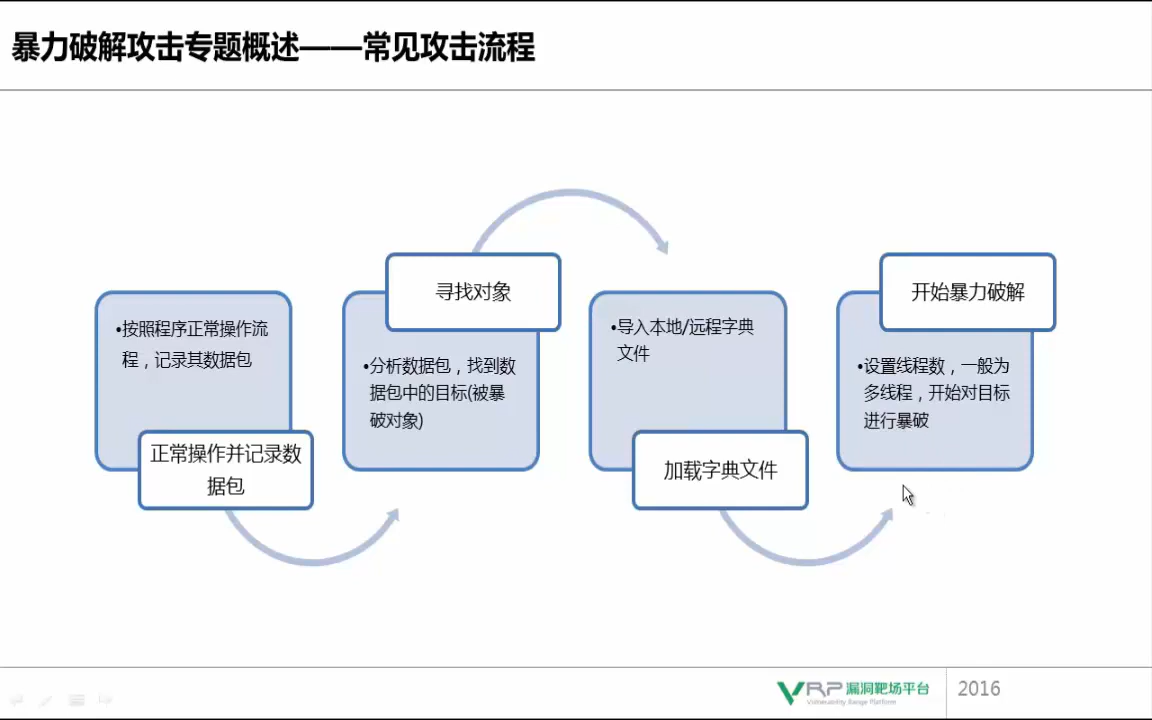 暴力破解攻击专题概述——常见攻击流程
•按照程序正常操作流
程，记录其数据包
正常操作并记录数
据包
寻找对象
•分析数据包，找到数
据包中的目标(被暴
破对象)
•导入本地/远程字典
文件
加载字典文件
开始暴力破解
•设置线程数，一般为
多线程，开始对目标
进行暴破
VRP 漏洞靶场平台
Vulnerability Range Platform
2016